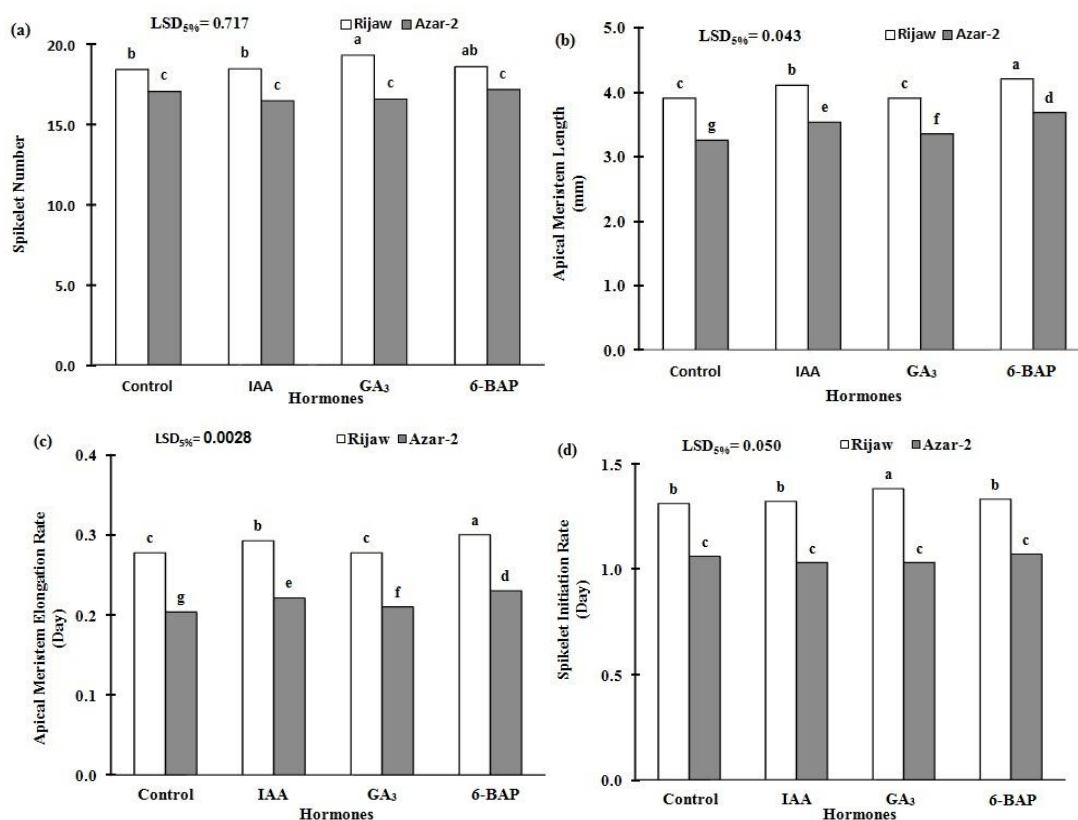 (a)
LSD5%= 0.717
Rijaw Azar-2
Spikelet Number
20.0
15.0
10.0
5.0
0.0
b c b c a c ab c
Control IAA GA3 6-BAP
Hormones
(b)
LSD5%= 0.043
Rijaw Azar-2
Apical Meristem Length
(mm)
5.0
4.0
3.0
2.0
1.0
0.0
c g b e c f a d
Control IAA GA3 6-BAP
Hormones
(c)
LSD5%= 0.0028
Rijaw Azar-2
Apical Meristem Elongation Rate
(Day)
0.4
0.3
0.2
0.1
0.0
c g b e c f a d
Control IAA GA3 6-BAP
Hormones
(d)
LSD5%= 0.050
Rijaw Azar-2
Spikelet Initiation Rate
(Day)
1.5
1.0
0.5
0.0
b c b c a c b c
Control IAA GA3 6-BAP
Hormones